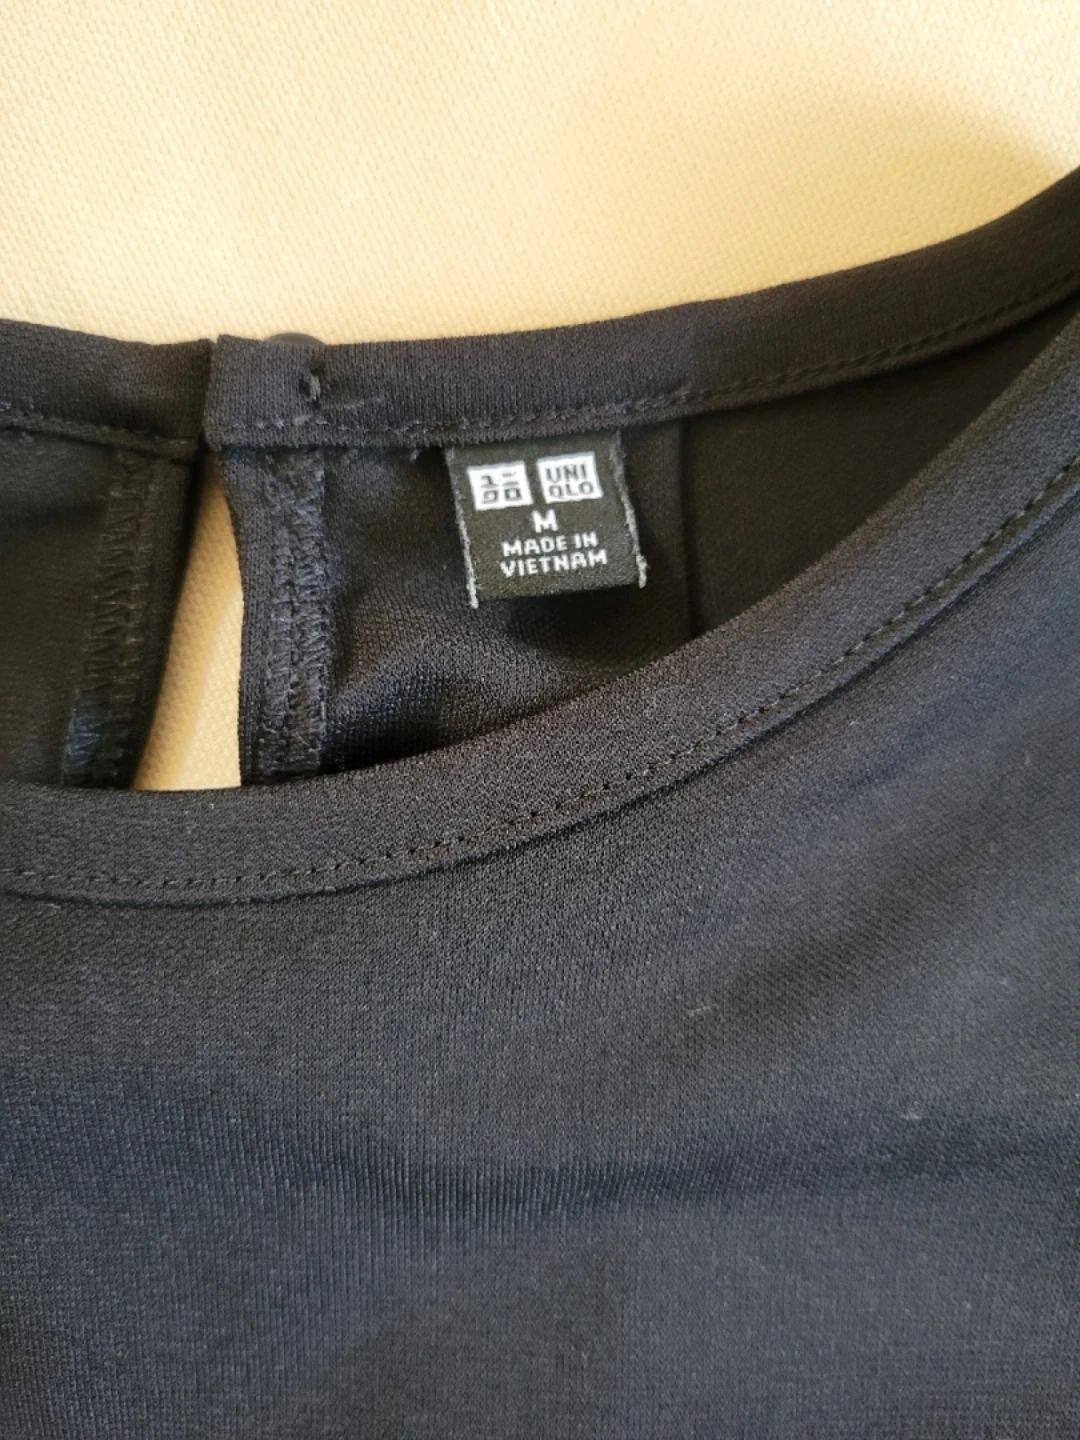 ユニ UNI
クロ QLO
M
MADE IN
VIETNAM